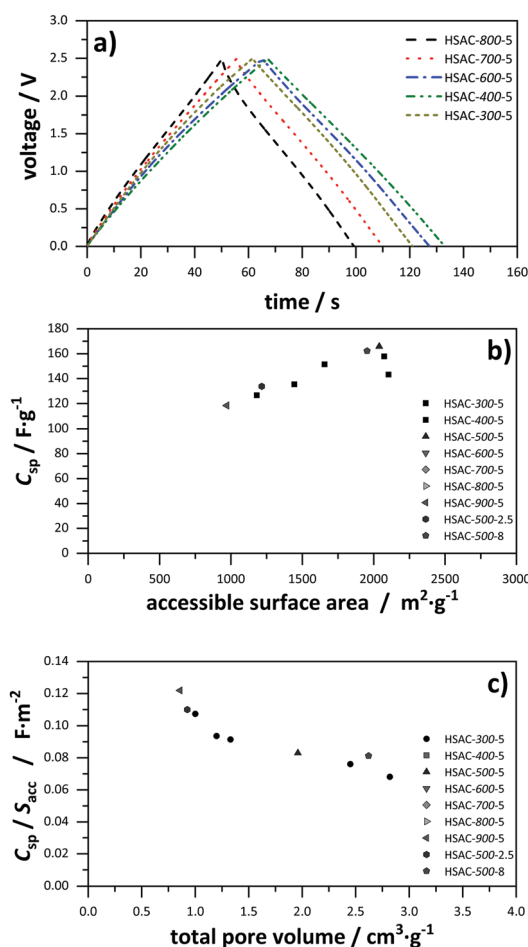 a)
HSAC-800-5
HSAC-700-5
HSAC-600-5
HSAC-400-5
HSAC-300-5
voltage / V
3.0
2.5
2.0
1.5
1.0
0.5
0.0
0 20 40 60 80 100 120 140 160
time / s
b)
Csp / F·g-1
180
160
140
120
100
80
60
40
20
0
HSAC-300-5
HSAC-400-5
HSAC-500-5
HSAC-600-5
HSAC-700-5
HSAC-800-5
HSAC-900-5
HSAC-500-2.5
HSAC-500-8
0 500 1000 1500 2000 2500 3000
accessible surface area / m2·g-1
c)
Csp / Sacc / F·m-2
0.14
0.12
0.10
0.08
0.06
0.04
0.02
0.00
HSAC-300-5
HSAC-400-5
HSAC-500-5
HSAC-600-5
HSAC-700-5
HSAC-800-5
HSAC-900-5
HSAC-500-2.5
HSAC-500-8
0.0 0.5 1.0 1.5 2.0 2.5 3.0 3.5 4.0
total pore volume / cm3·g-1